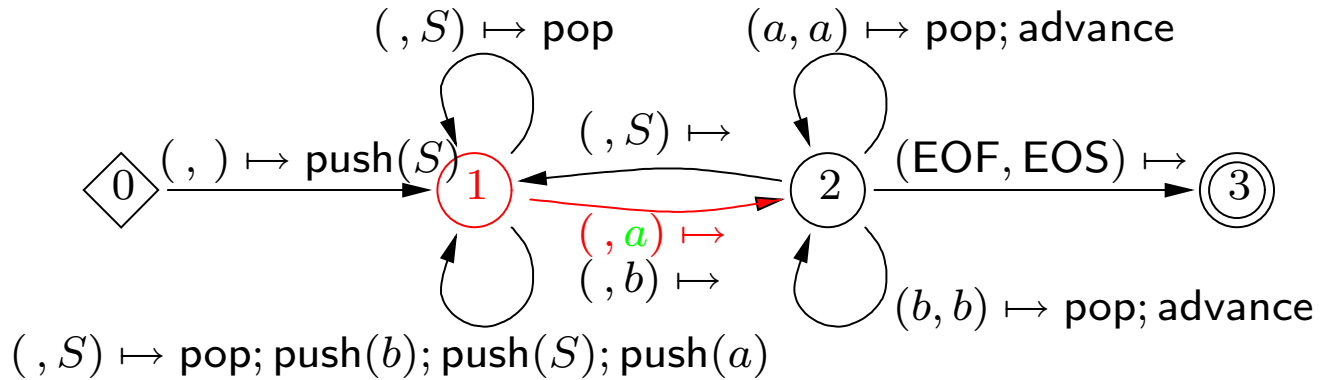 ( , S) ↦ pop (a, a) ↦ pop; advance
( , S) ↦
( , ) ↦ push(S) (EOF, EOS) ↦
0 1 2 3
( , a) ↦
( , b) ↦
(b, b) ↦ pop; advance
( , S) ↦ pop; push(b); push(S); push(a)